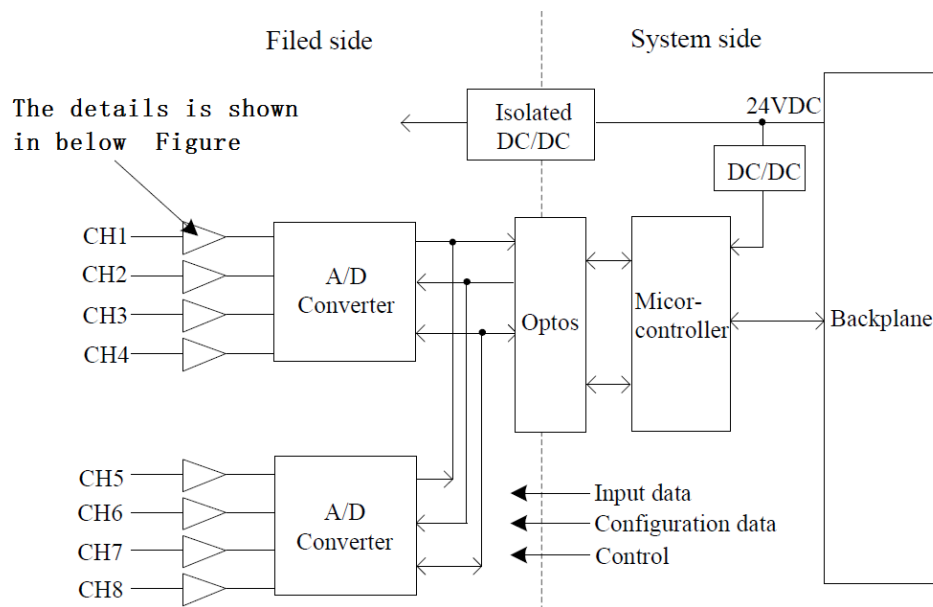 Filed side
System side
The details is shown
in below Figure
Isolated
DC/DC
24VDC
DC/DC
CH1
CH2
CH3
CH4
A/D
Converter
Optos
Micor-
controller
Backplane
CH5
CH6
CH7
CH8
A/D
Converter
Input data
Configuration data
Control